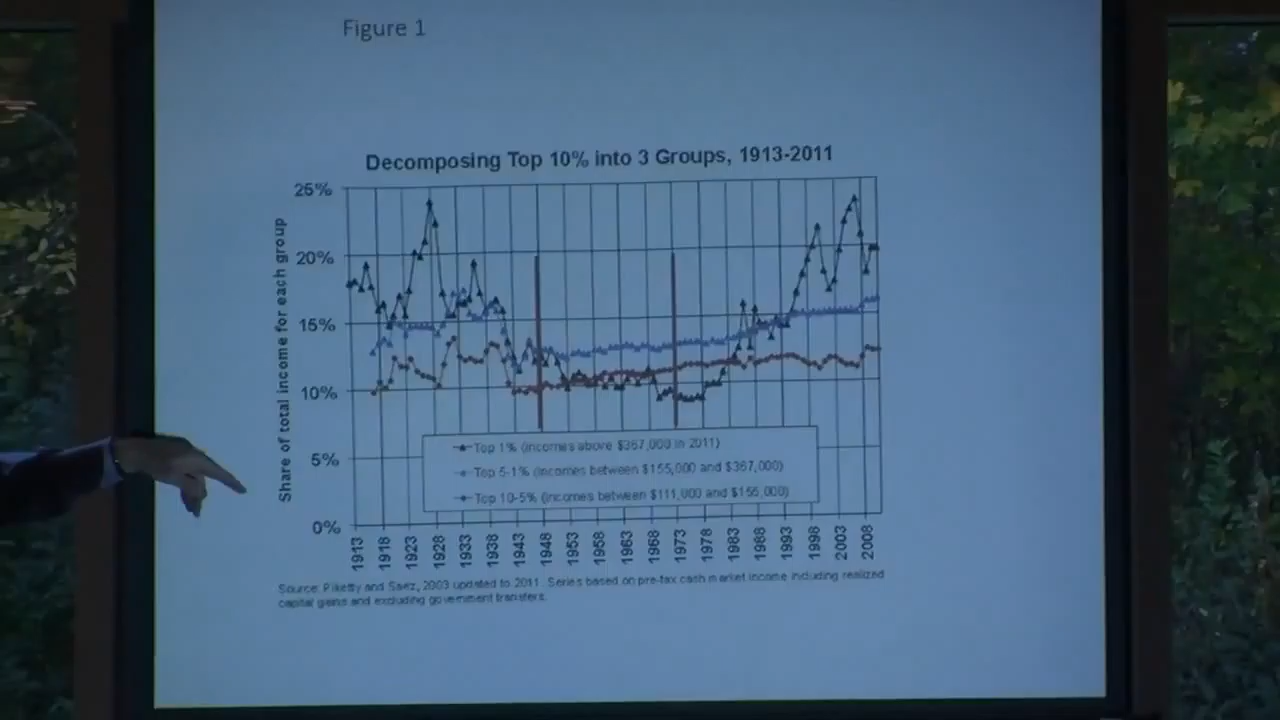 Figure 1
Decomposing Top 10% into 3 Groups, 1913-2011
Share of total income for each group
25%
20%
15%
10%
5%
0%
Top 1% (incomes above $367,000 in 2011)
Top 5-1% (incomes between $155,000 and $367,000)
Top 10-5% (incomes between $111,000 and $155,000)
1913 1918 1923 1928 1933 1938 1943 1948 1953 1958 1963 1968 1973 1978 1983 1988 1993 1998 2003 2008
Source: Piketty and Saez, 2003 updated to 2011. Series based on pre-tax cash market income including realized
capital gains and excluding government transfers.